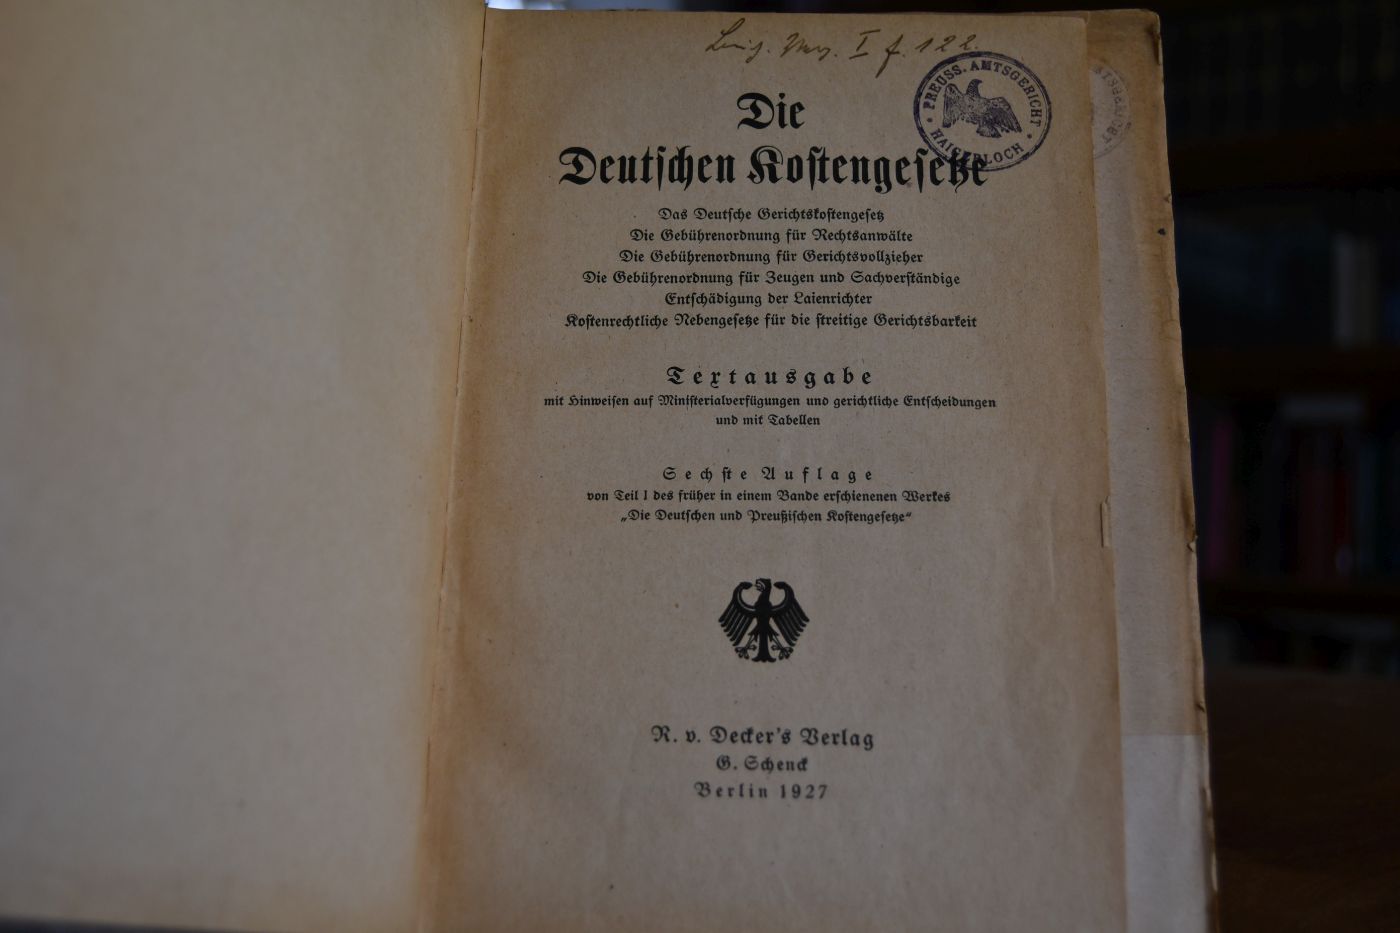 I f. 122.
PREUSS. AMTSGERICHT
HAIGERLOCH
Die
Deutſchen Koſtengeſetze
Das Deutſche Gerichtskoſtengeſetz
Die Gebührenordnung für Rechtsanwälte
Die Gebührenordnung für Gerichtsvollzieher
Die Gebührenordnung für Zeugen und Sachverſtändige
Entſchädigung der Laienrichter
Koſtenrechtliche Nebengeſetze für die ſtreitige Gerichtsbarkeit
Textausgabe
mit Hinweiſen auf Miniſterialverfügungen und gerichtliche Entſcheidungen
und mit Tabellen
Sechſte Auflage
von Teil I des früher in einem Bande erſchienenen Werkes
„Die Deutſchen und Preußiſchen Koſtengeſetze“
R. v. Decker's Verlag
G. Schenck
Berlin 1927